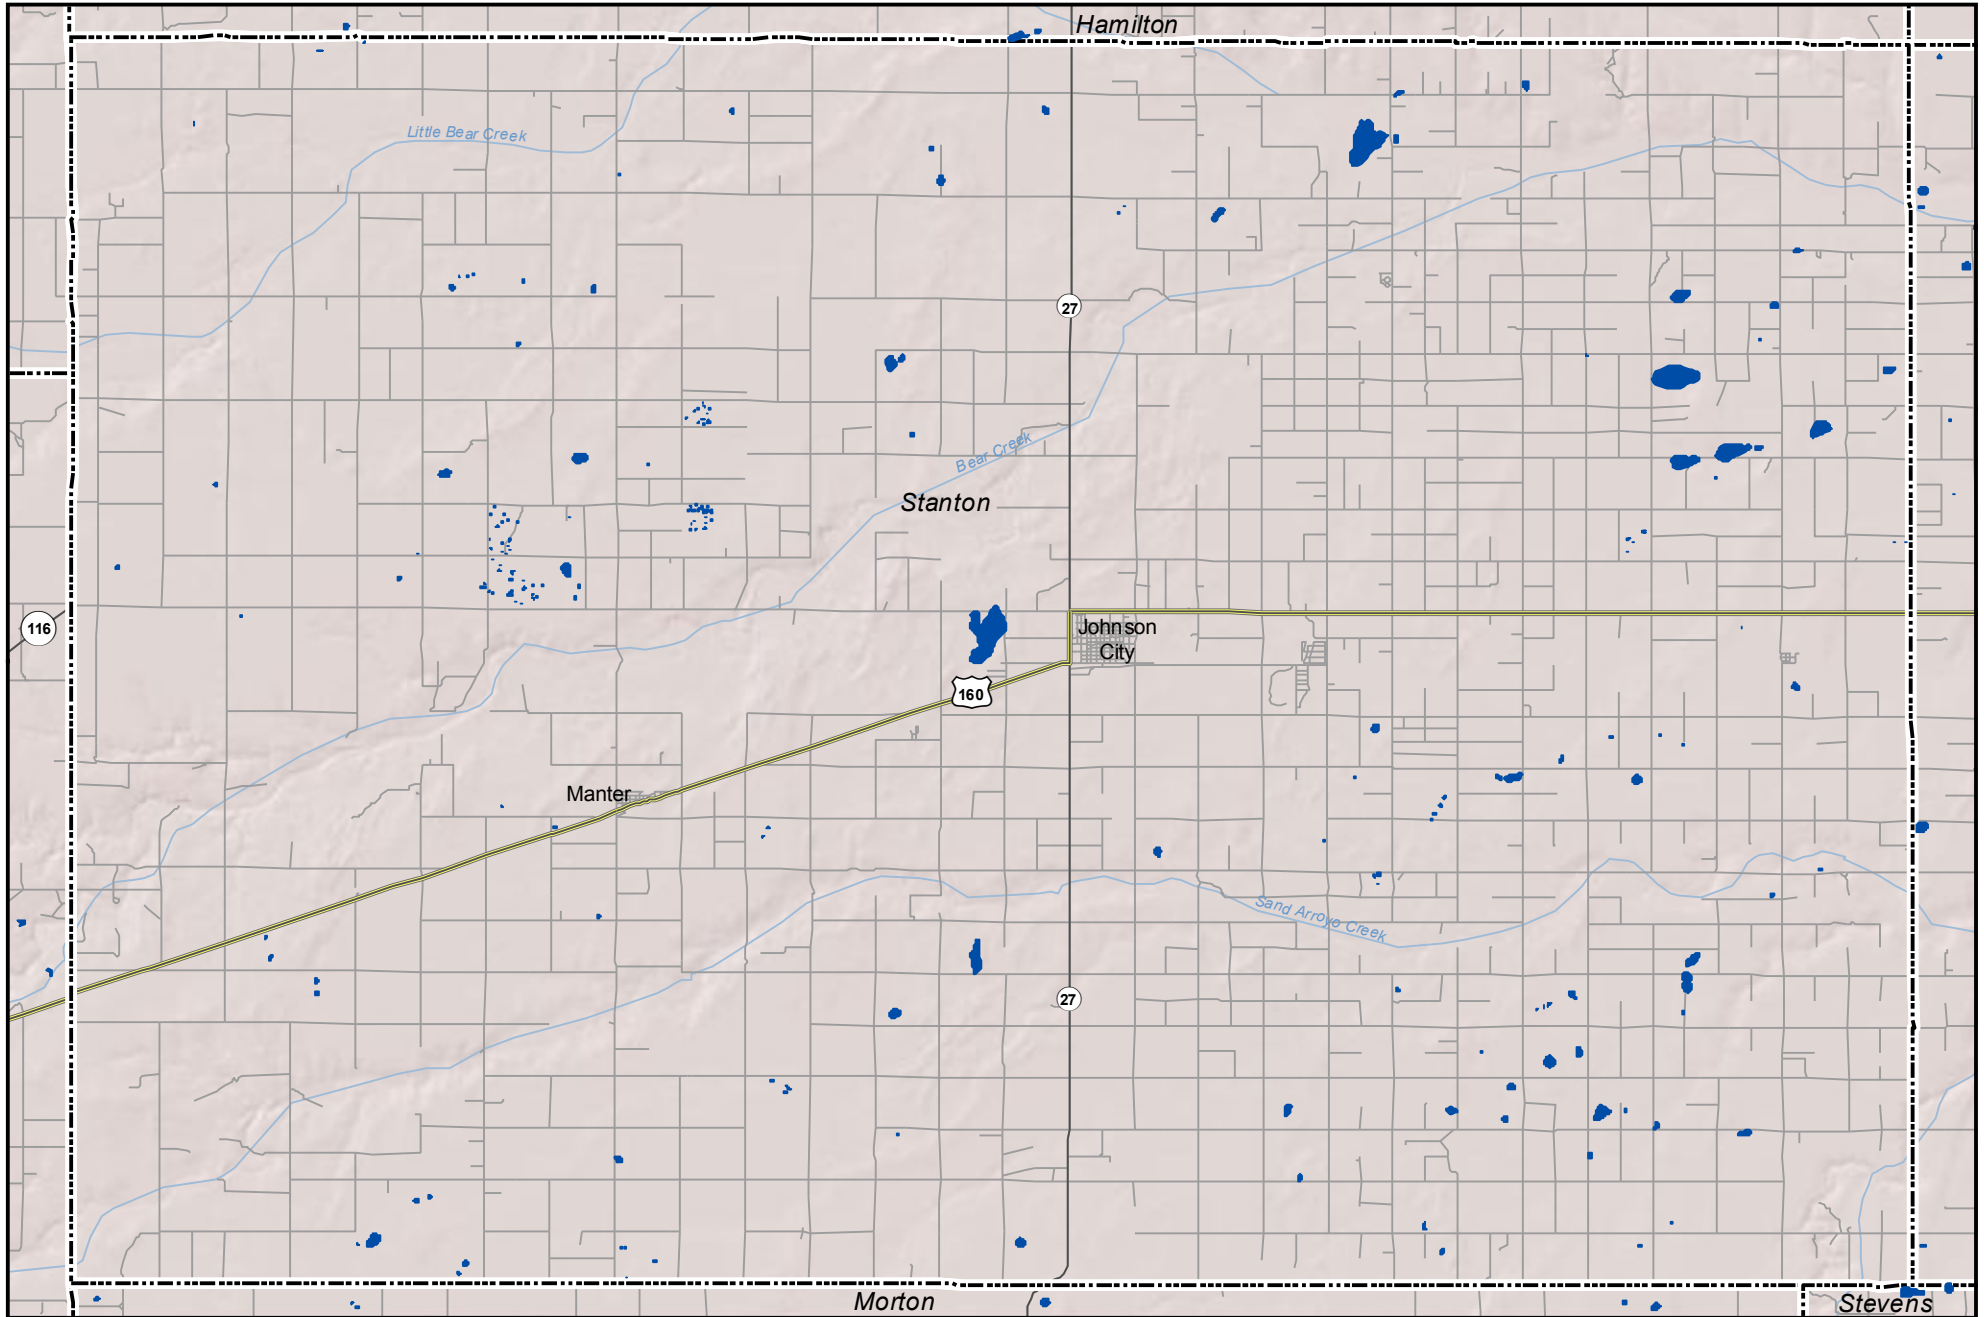 Hamilton
Little Bear Creek
27
Bear Creek
Stanton
116
Johnson
City
160
Manter
Sand Arroyo Creek
27
Morton
Stevens